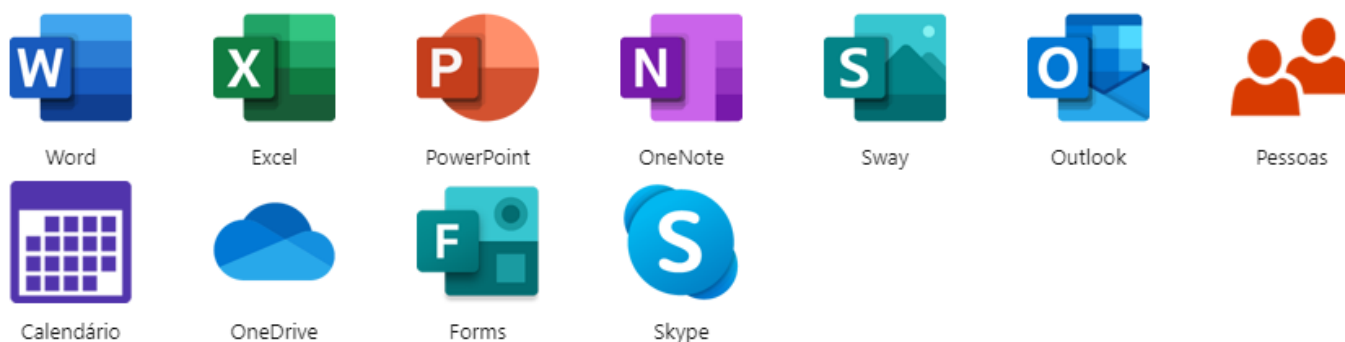 W X P N S O
Word Excel PowerPoint OneNote Sway Outlook Pessoas
F S
Calendário OneDrive Forms Skype